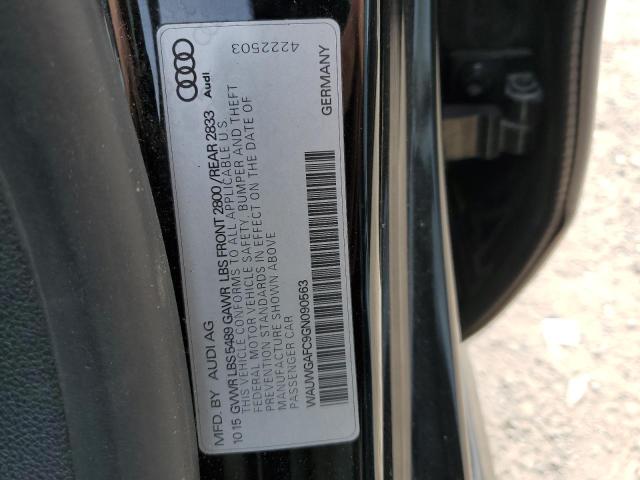 MFD. BY AUDI AG Audi
10 15 GVWR LBS 5489 GAWR LBS FRONT 2800 / REAR 2833
THIS VEHICLE CONFORMS TO ALL APPLICABLE U.S.
FEDERAL MOTOR VEHICLE SAFETY, BUMPER AND THEFT
PREVENTION STANDARDS IN EFFECT ON THE DATE OF
MANUFACTURE SHOWN ABOVE
PASSENGER CAR
4222503
WAUWGAFC9GN090563 GERMANY